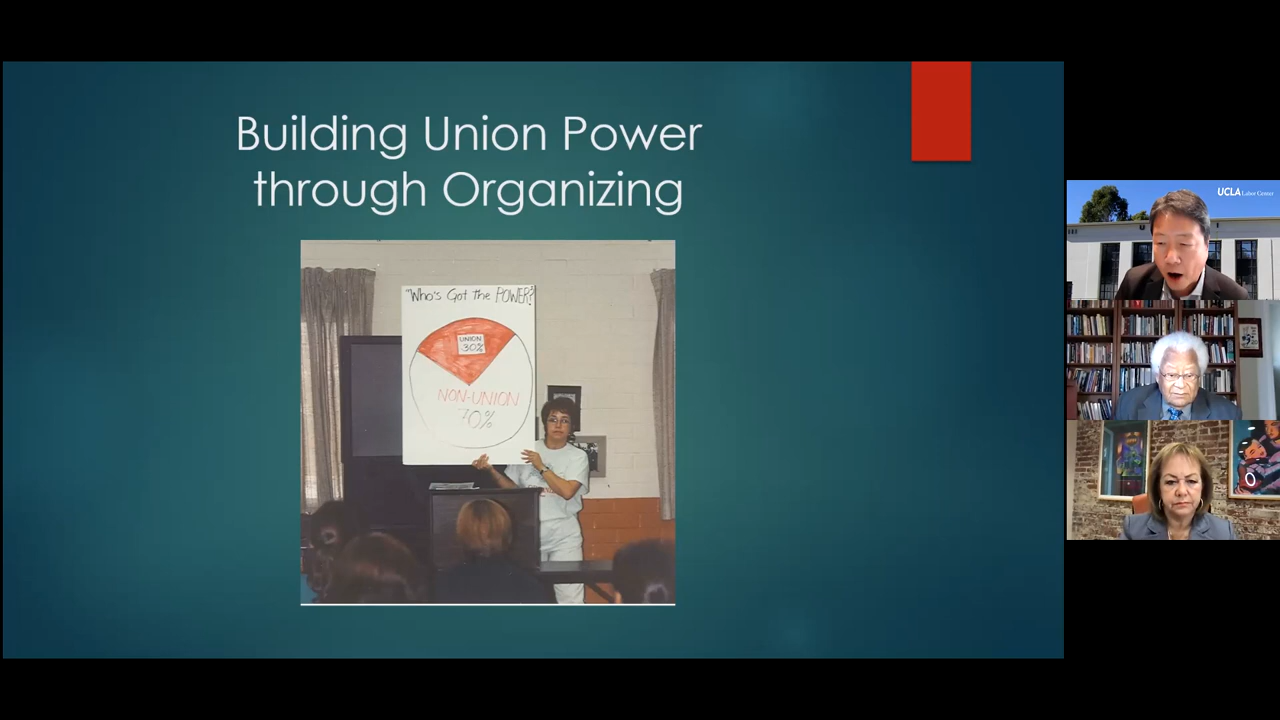 Building Union Power
through Organizing
"Who's Got the POWER?"
UNION
30%
NON-UNION
70%
UCLA Labor Center